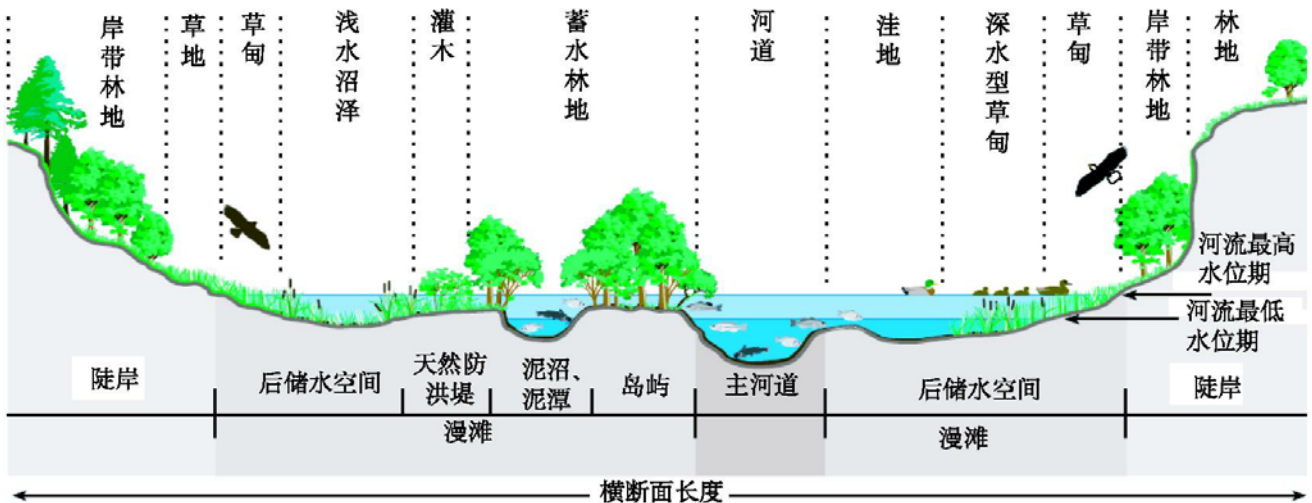 岸带林地
草地
草甸
浅水沼泽
灌木
蓄水林地
河道
洼地
深水型草甸
草甸
岸带林地
林地
河流最高
水位期
河流最低
水位期
陡岸
后储水空间
天然防
洪堤
泥沼、
泥潭
岛屿
主河道
后储水空间
陡岸
漫滩
漫滩
横断面长度